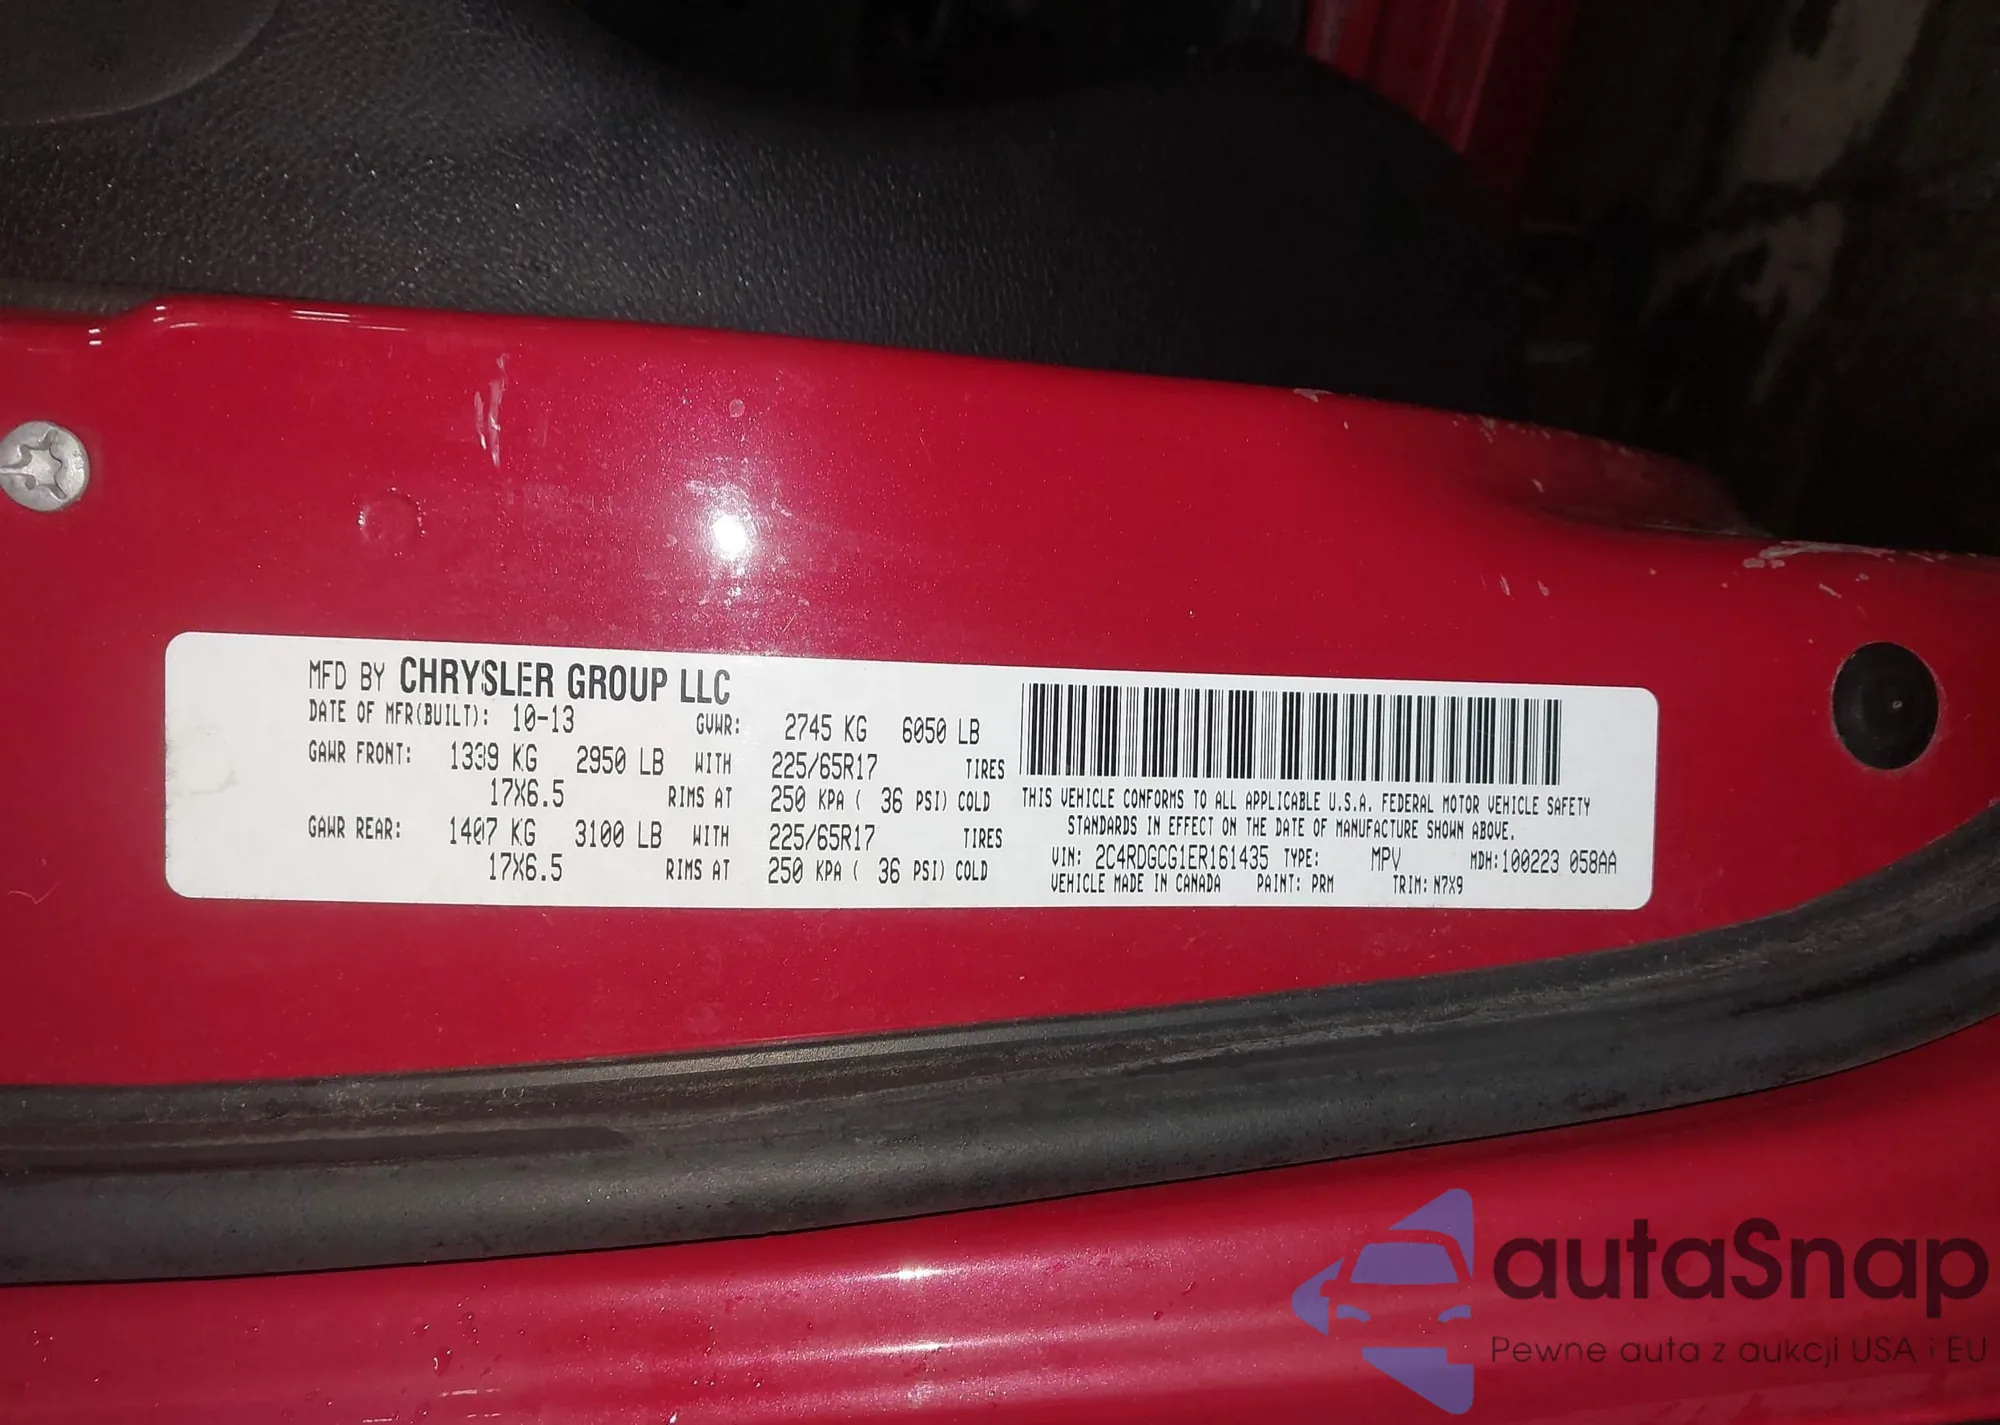 MFD BY CHRYSLER GROUP LLC
DATE OF MFR(BUILT): 10-13 GVWR: 2745 KG 6050 LB
GAWR FRONT: 1339 KG 2950 LB WITH 225/65R17 TIRES
17X6.5 RIMS AT 250 KPA ( 36 PSI) COLD
GAWR REAR: 1407 KG 3100 LB WITH 225/65R17 TIRES
17X6.5 RIMS AT 250 KPA ( 36 PSI) COLD
THIS VEHICLE CONFORMS TO ALL APPLICABLE U.S.A. FEDERAL MOTOR VEHICLE SAFETY
STANDARDS IN EFFECT ON THE DATE OF MANUFACTURE SHOWN ABOVE.
VIN: 2C4RDGCG1ER161435 TYPE: MPV MDH:100223 058AA
VEHICLE MADE IN CANADA PAINT: PRM TRIM: N7X9
autaSnap
Pewne auta z aukcji USA i EU